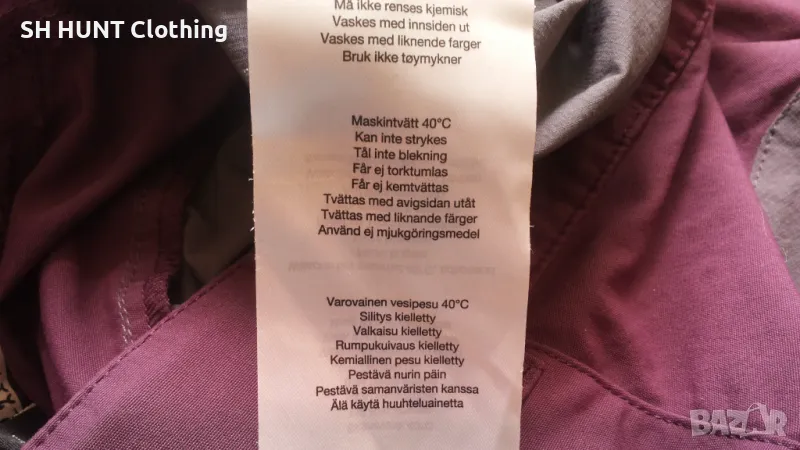 SH HUNT Clothing
Må ikke renses kjemisk
Vaskes med innsiden ut
Vaskes med liknende farger
Bruk ikke tøymykner
Maskintvätt 40°C
Kan inte strykes
Tål inte blekning
Får ej torktumlas
Får ej kemtvättas
Tvättas med avigsidan utåt
Tvättas med liknande färger
Använd ej mjukgöringsmedel
Varovainen vesipesu 40°C
Silitys kielletty
Valkaisu kielletty
Rumpukuivaus kielletty
Kemiallinen pesu kielletty
Pestävä nurin päin
Pestävä samanväristen kanssa
Älä käytä huuhteluainetta
BAZAR